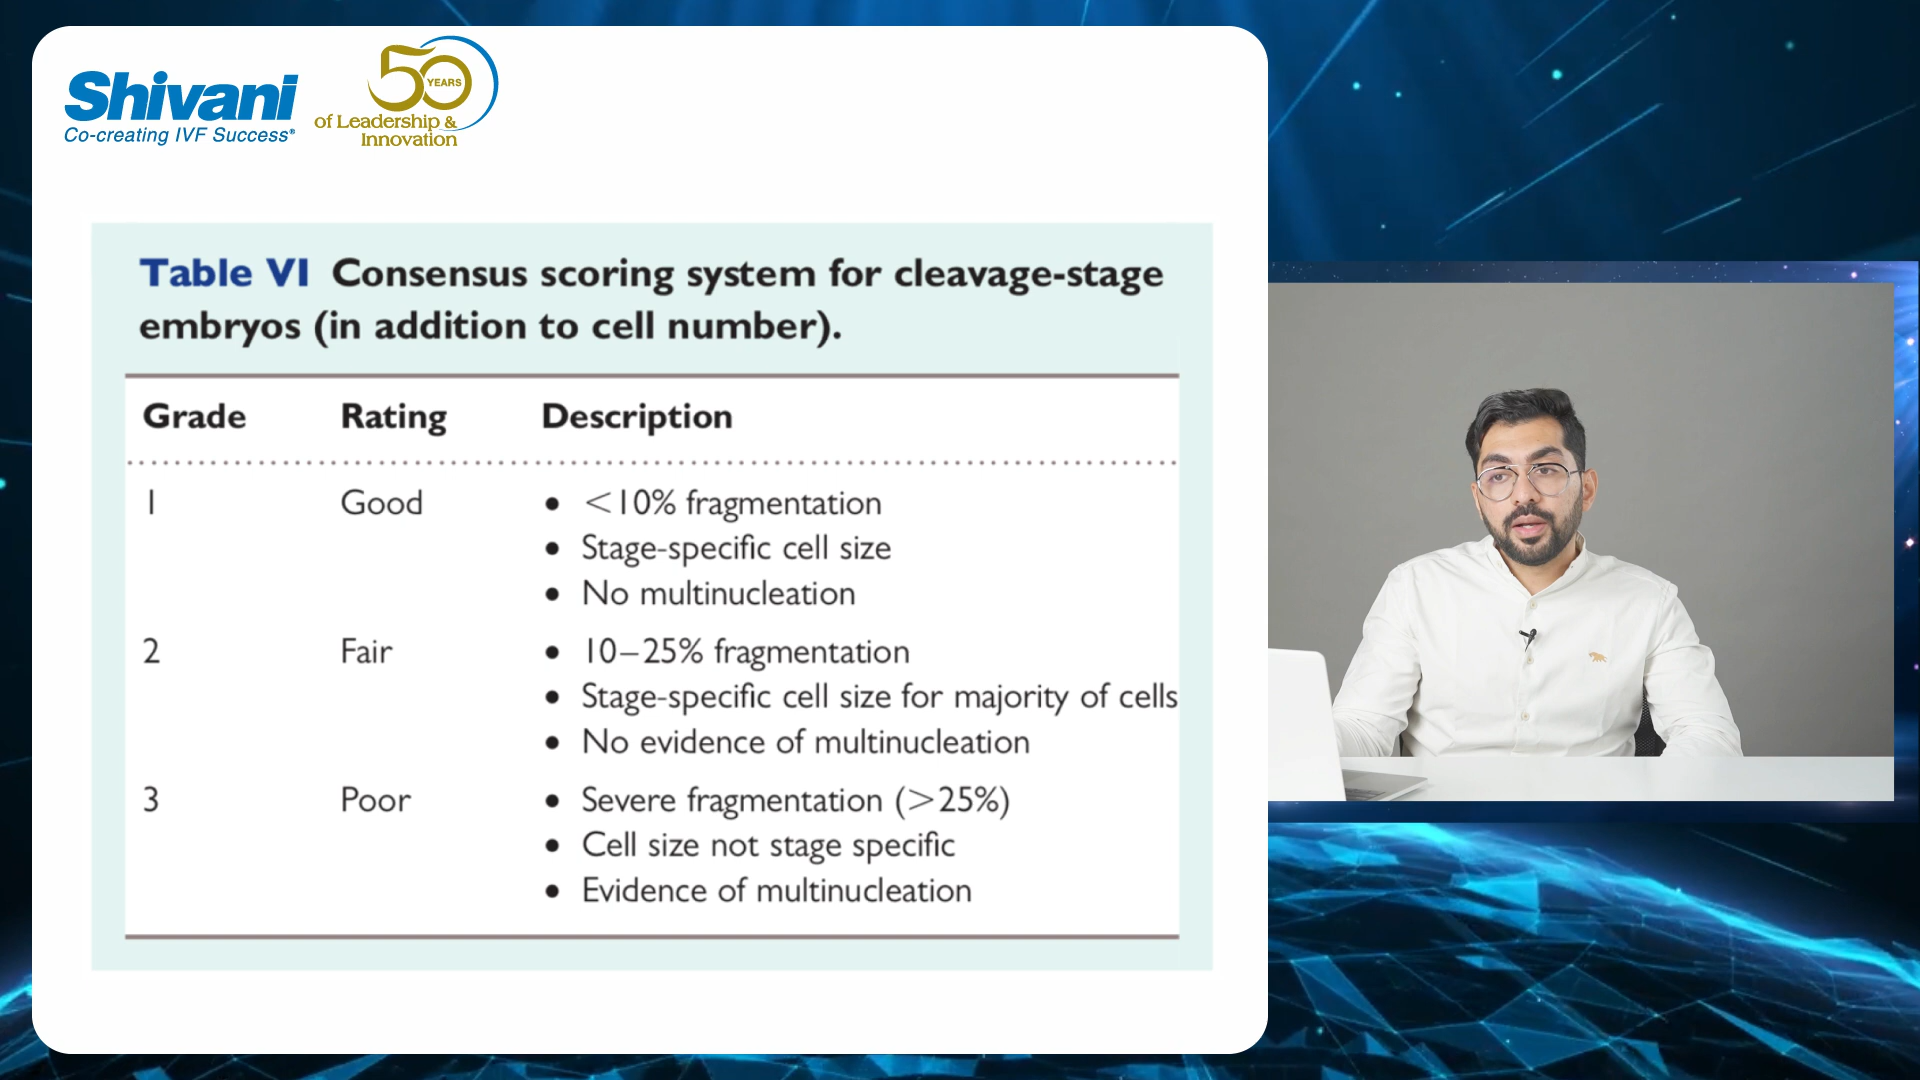 Shivani
Co-creating IVF Success®
50 YEARS
of Leadership &
Innovation
Table VI Consensus scoring system for cleavage-stage
embryos (in addition to cell number).
Grade Rating Description
1 Good • <10% fragmentation
• Stage-specific cell size
• No multinucleation
2 Fair • 10–25% fragmentation
• Stage-specific cell size for majority of cells
• No evidence of multinucleation
3 Poor • Severe fragmentation (>25%)
• Cell size not stage specific
• Evidence of multinucleation